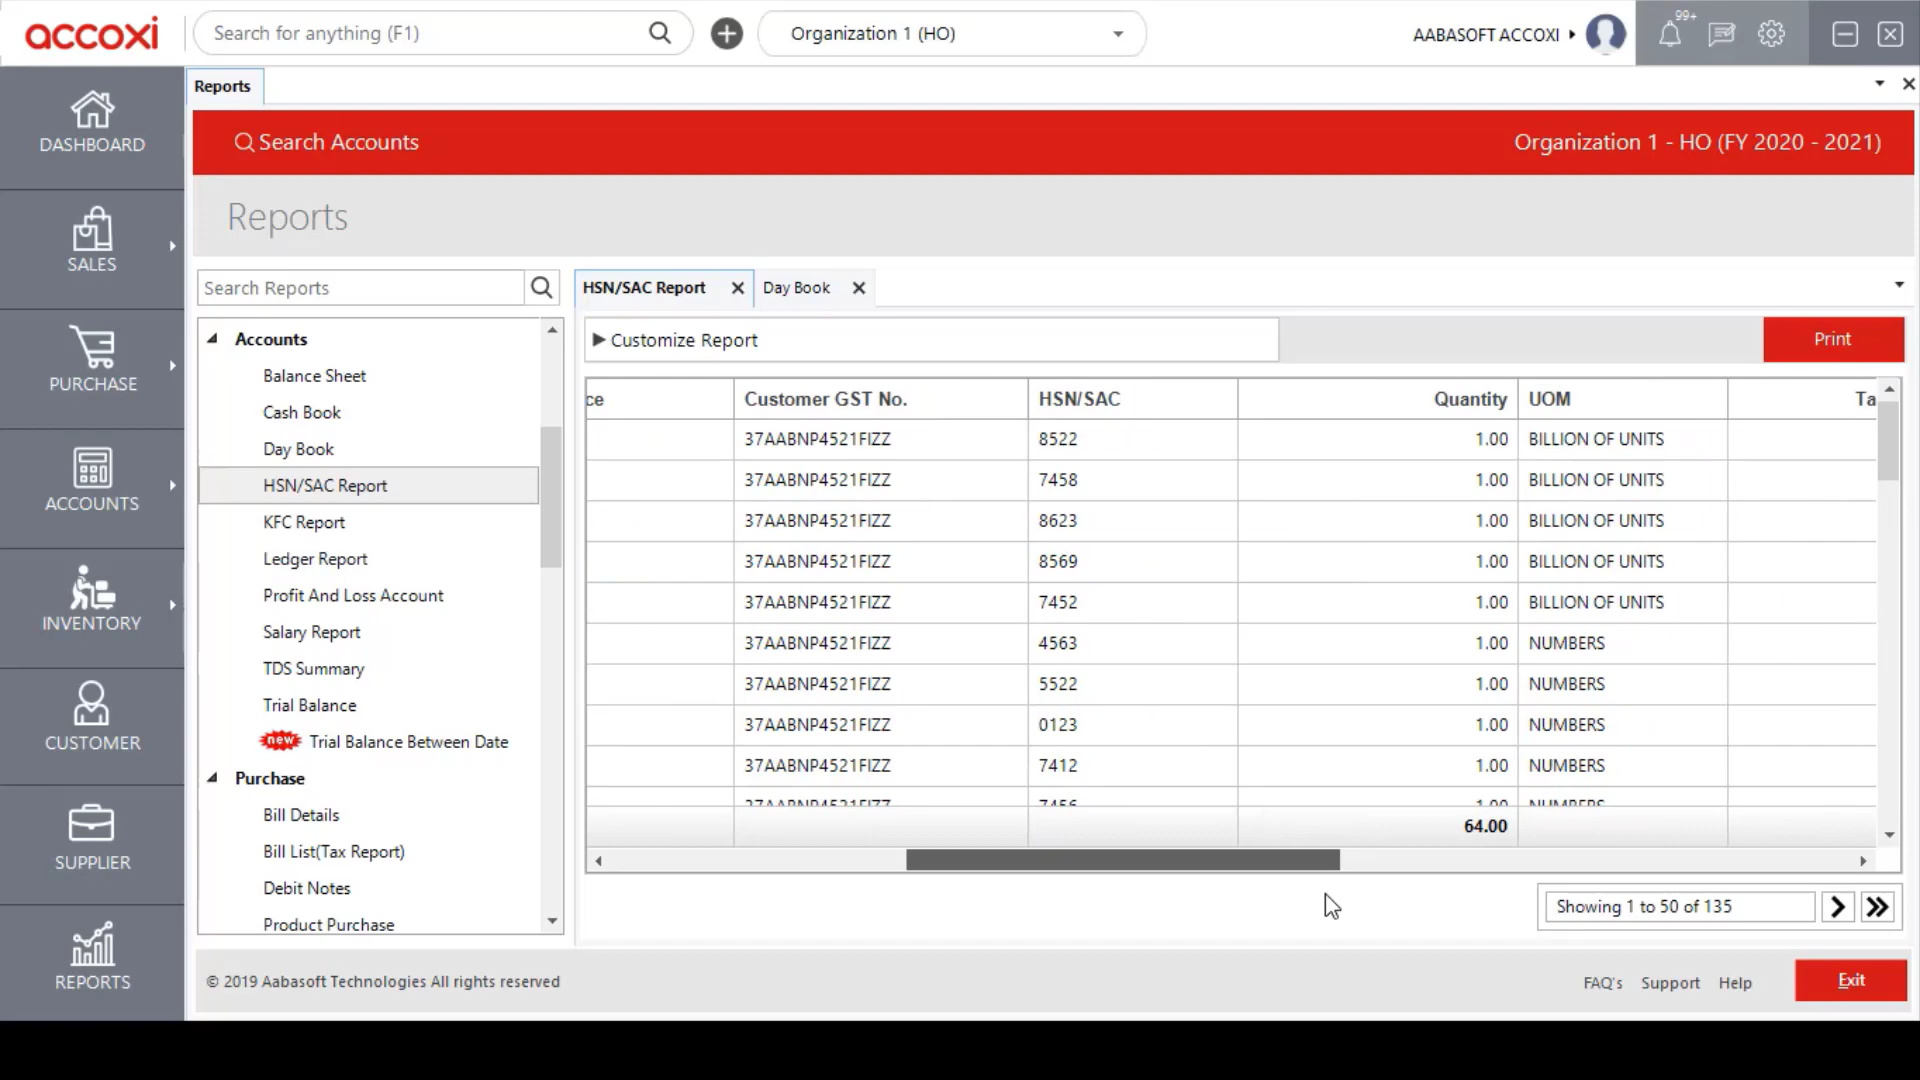 accoxi
Search for anything (F1)
Organization 1 (HO)
AABASOFT ACCOXI
99+
Reports
Search Accounts
Organization 1 - HO (FY 2020 - 2021)
Reports
DASHBOARD
SALES
PURCHASE
ACCOUNTS
INVENTORY
CUSTOMER
SUPPLIER
REPORTS
Search Reports
Accounts
Balance Sheet
Cash Book
Day Book
HSN/SAC Report
KFC Report
Ledger Report
Profit And Loss Account
Salary Report
TDS Summary
Trial Balance
new Trial Balance Between Date
Purchase
Bill Details
Bill List(Tax Report)
Debit Notes
Product Purchase
HSN/SAC Report Day Book
Customize Report
Print
ce Customer GST No. HSN/SAC Quantity UOM Ta
37AABNP4521FIZZ 8522 1.00 BILLION OF UNITS
37AABNP4521FIZZ 7458 1.00 BILLION OF UNITS
37AABNP4521FIZZ 8623 1.00 BILLION OF UNITS
37AABNP4521FIZZ 8569 1.00 BILLION OF UNITS
37AABNP4521FIZZ 7452 1.00 BILLION OF UNITS
37AABNP4521FIZZ 4563 1.00 NUMBERS
37AABNP4521FIZZ 5522 1.00 NUMBERS
37AABNP4521FIZZ 0123 1.00 NUMBERS
37AABNP4521FIZZ 7412 1.00 NUMBERS
37AABNP4521FIZZ 7456 1.00 NUMBERS
64.00
Showing 1 to 50 of 135
© 2019 Aabasoft Technologies All rights reserved
FAQ's Support Help
Exit